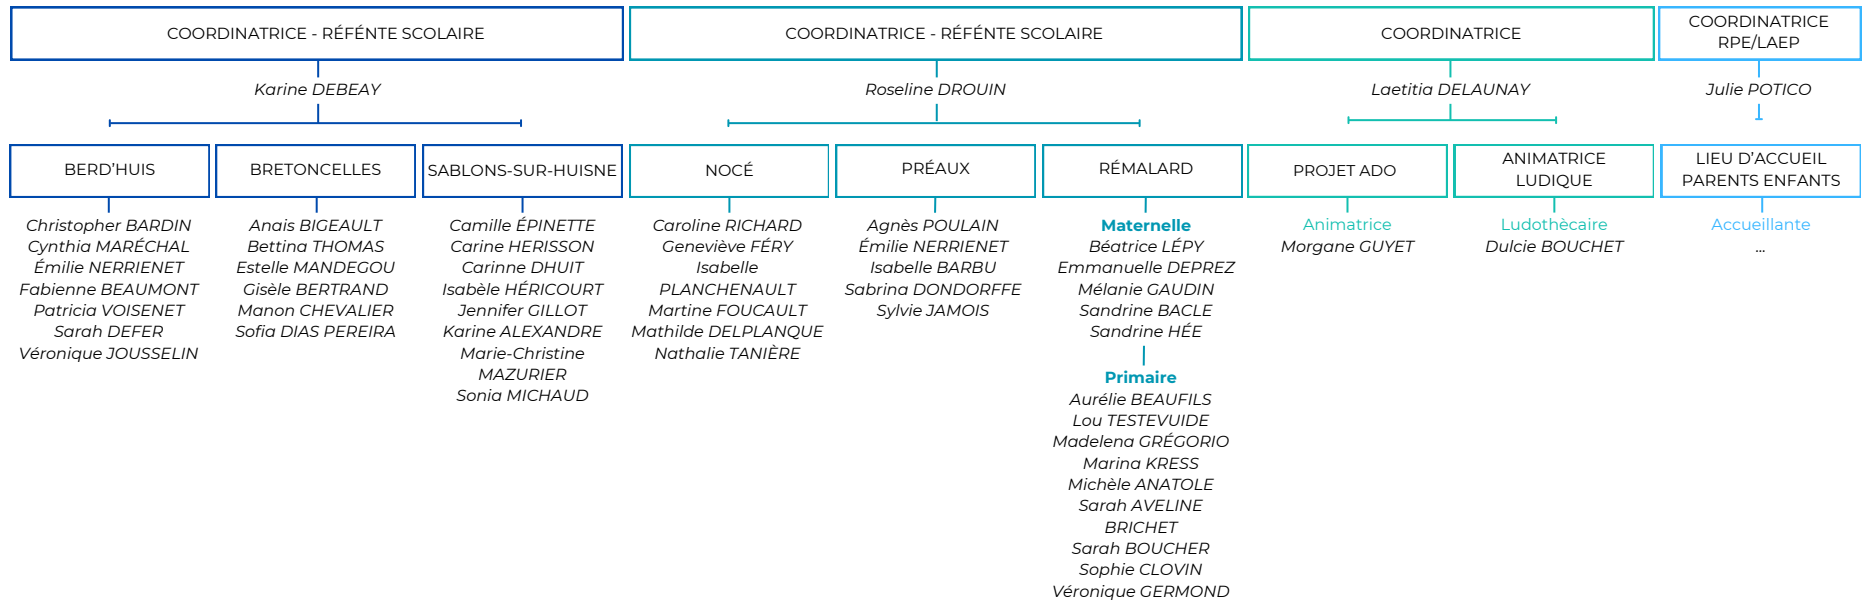 COORDINATRICE - RÉFÉNTE SCOLAIRE
Karine DEBEAY
BERD'HUIS
Christopher BARDIN
Cynthia MARÉCHAL
Émilie NERRIENET
Fabienne BEAUMONT
Patricia VOISENET
Sarah DEFER
Véronique JOUSSELIN
BRETONCELLES
Anais BIGEAULT
Bettina THOMAS
Estelle MANDEGOU
Gisèle BERTRAND
Manon CHEVALIER
Sofia DIAS PEREIRA
SABLONS-SUR-HUISNE
Camille ÉPINETTE
Carine HERISSON
Carinne DHUIT
Isabèle HÉRICOURT
Jennifer GILLOT
Karine ALEXANDRE
Marie-Christine
MAZURIER
Sonia MICHAUD
COORDINATRICE - RÉFÉNTE SCOLAIRE
Roseline DROUIN
NOCÉ
Caroline RICHARD
Geneviève FÉRY
Isabelle
PLANCHENAULT
Martine FOUCAULT
Mathilde DELPLANQUE
Nathalie TANIÈRE
PRÉAUX
Agnès POULAIN
Émilie NERRIENET
Isabelle BARBU
Sabrina DONDORFFE
Sylvie JAMOIS
RÉMALARD
Maternelle
Béatrice LÉPY
Emmanuelle DEPREZ
Mélanie GAUDIN
Sandrine BACLE
Sandrine HÉE
Primaire
Aurélie BEAUFILS
Lou TESTEVUIDE
Madelena GRÉGORIO
Marina KRESS
Michèle ANATOLE
Sarah AVELINE
BRICHET
Sarah BOUCHER
Sophie CLOVIN
Véronique GERMOND
COORDINATRICE
Laetitia DELAUNAY
PROJET ADO
Animatrice
Morgane GUYET
ANIMATRICE
LUDIQUE
Ludothècaire
Dulcie BOUCHET
COORDINATRICE
RPE/LAEP
Julie POTICO
LIEU D'ACCUEIL
PARENTS ENFANTS
Accueillante
...